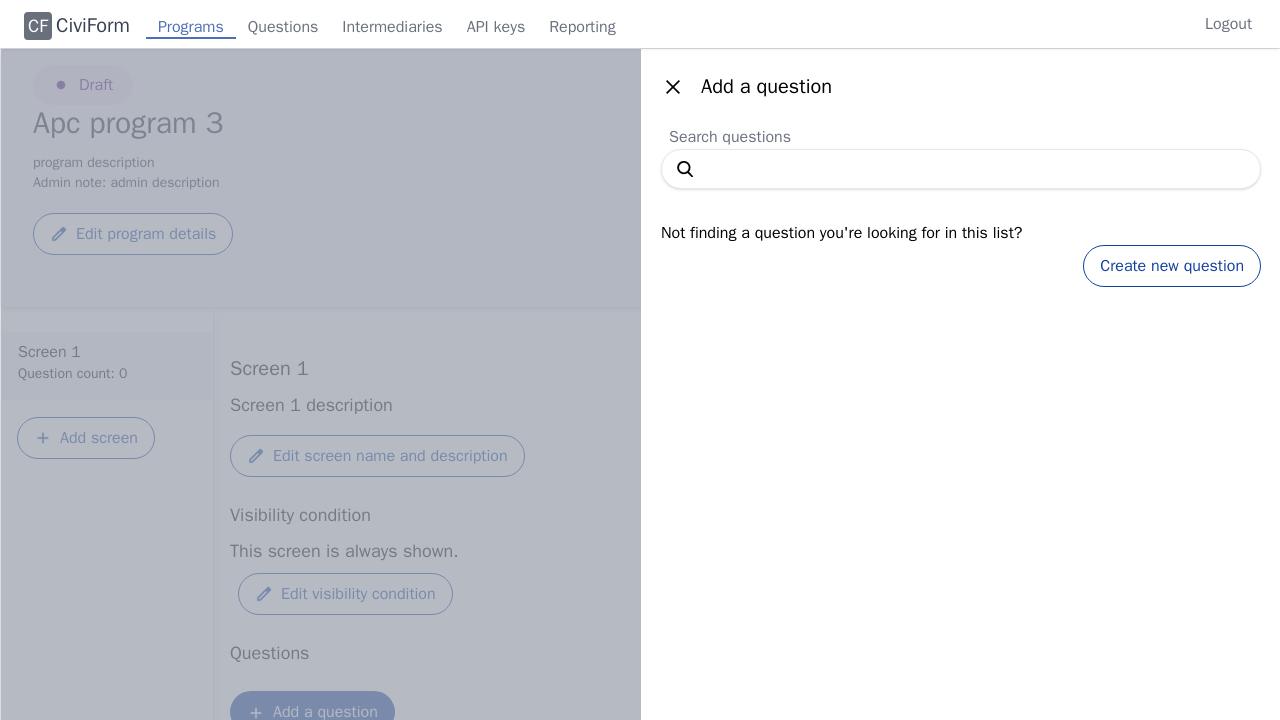 CF CiviForm Programs Questions Intermediaries API keys Reporting Logout
Draft
Apc program 3
program description
Admin note: admin description
Edit program details
Screen 1
Question count: 0
Add screen
Screen 1
Screen 1 description
Edit screen name and description
Visibility condition
This screen is always shown.
Edit visibility condition
Questions
Add a question
Add a question
Search questions
Not finding a question you're looking for in this list?
Create new question